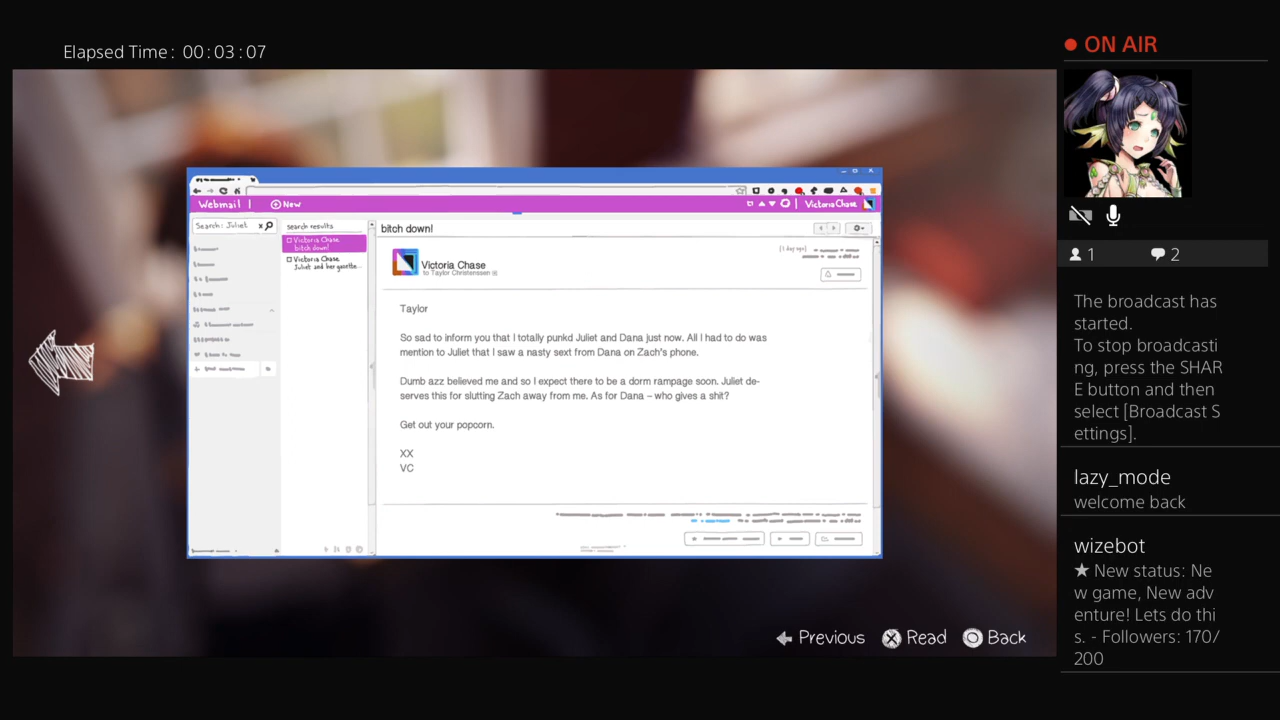 Elapsed Time: 00:03:07
ON AIR
Webmail
New
Victoria Chase
Search: Juliet
x
search results
Victoria Chase
bitch down!
Victoria Chase
Juliet and her gazette...
bitch down!
Victoria Chase
to Taylor Christensen
(1 day ago)
Taylor
So sad to inform you that I totally punkd Juliet and Dana just now. All I had to do was
mention to Juliet that I saw a nasty sext from Dana on Zach's phone.
Dumb azz believed me and so I expect there to be a dorm rampage soon. Juliet de-
serves this for slutting Zach away from me. As for Dana – who gives a shit?
Get out your popcorn.
XX
VC
Previous
Read
Back
1
2
The broadcast has
started.
To stop broadcasti
ng, press the SHAR
E button and then
select [Broadcast S
ettings].
lazy_mode
welcome back
wizebot
★ New status: Ne
w game, New adv
enture! Lets do thi
s. - Followers: 170/
200